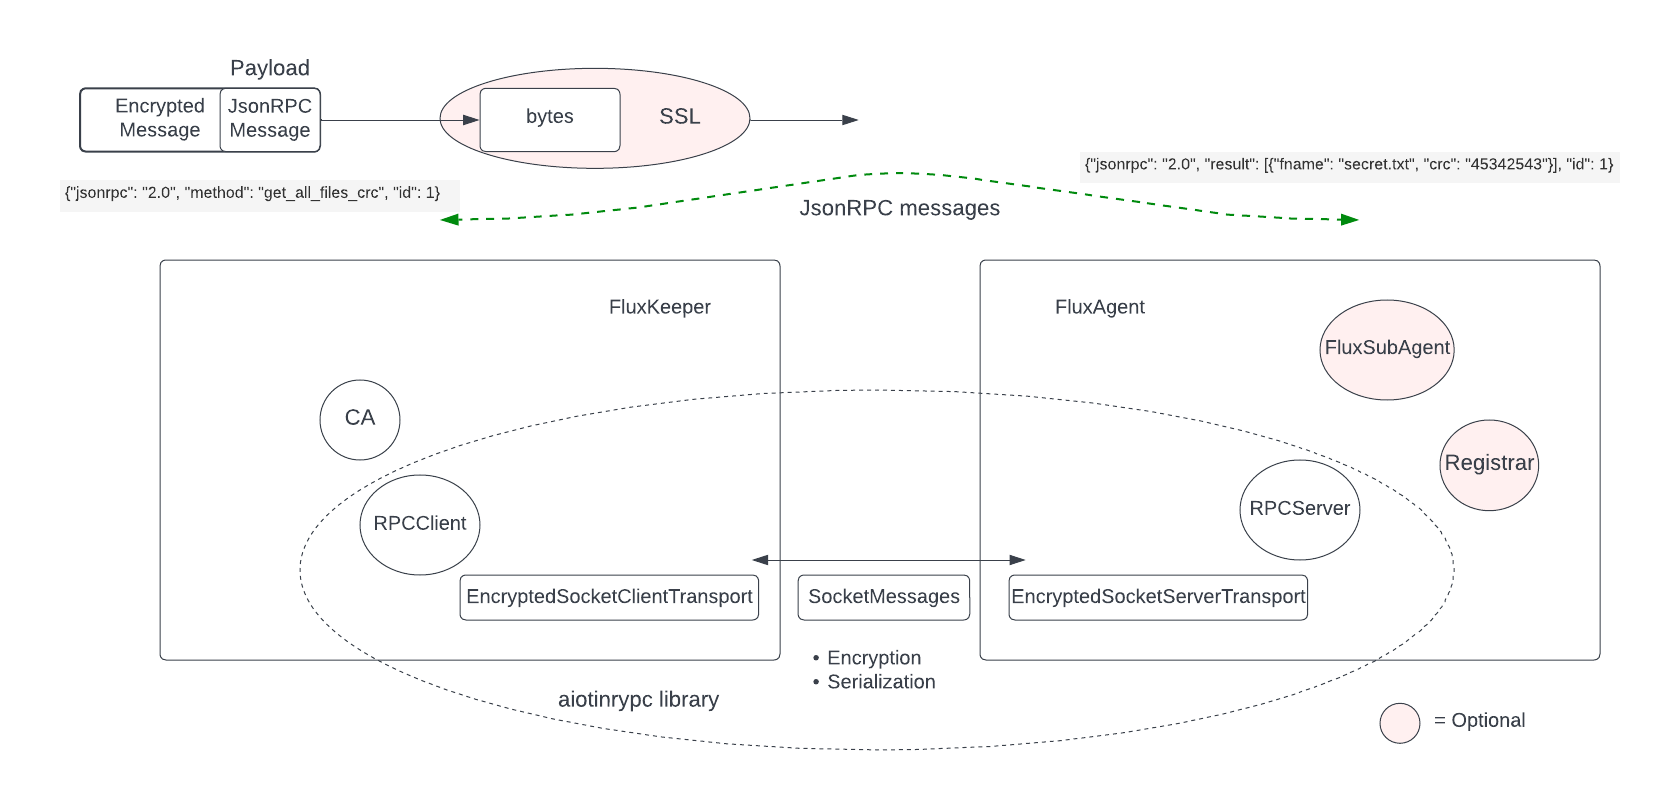 Payload
Encrypted
Message
JsonRPC
Message
bytes
SSL
{"jsonrpc": "2.0", "result": [{"fname": "secret.txt", "crc": "45342543"}], "id": 1}
{"jsonrpc": "2.0", "method": "get_all_files_crc", "id": 1}
JsonRPC messages
FluxKeeper
FluxAgent
FluxSubAgent
CA
Registrar
RPCClient
RPCServer
EncryptedSocketClientTransport
SocketMessages
EncryptedSocketServerTransport
• Encryption
• Serialization
aiotinrypc library
= Optional